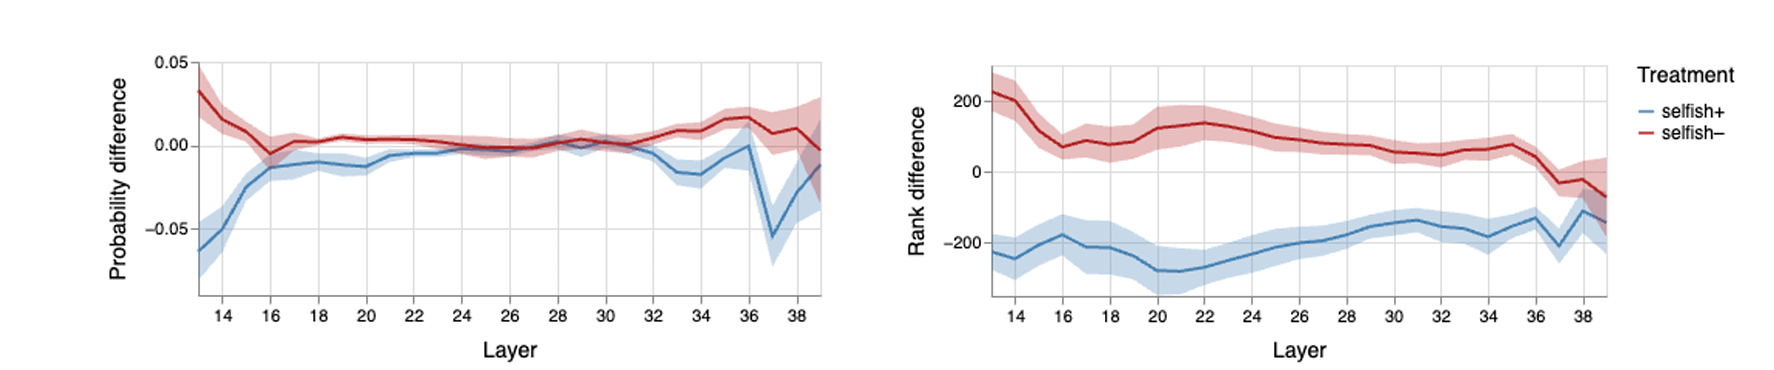 Probability difference
0.05
0.00
−0.05
14 16 18 20 22 24 26 28 30 32 34 36 38
Layer
Rank difference
200
0
−200
14 16 18 20 22 24 26 28 30 32 34 36 38
Layer
Treatment
selfish+
selfish–